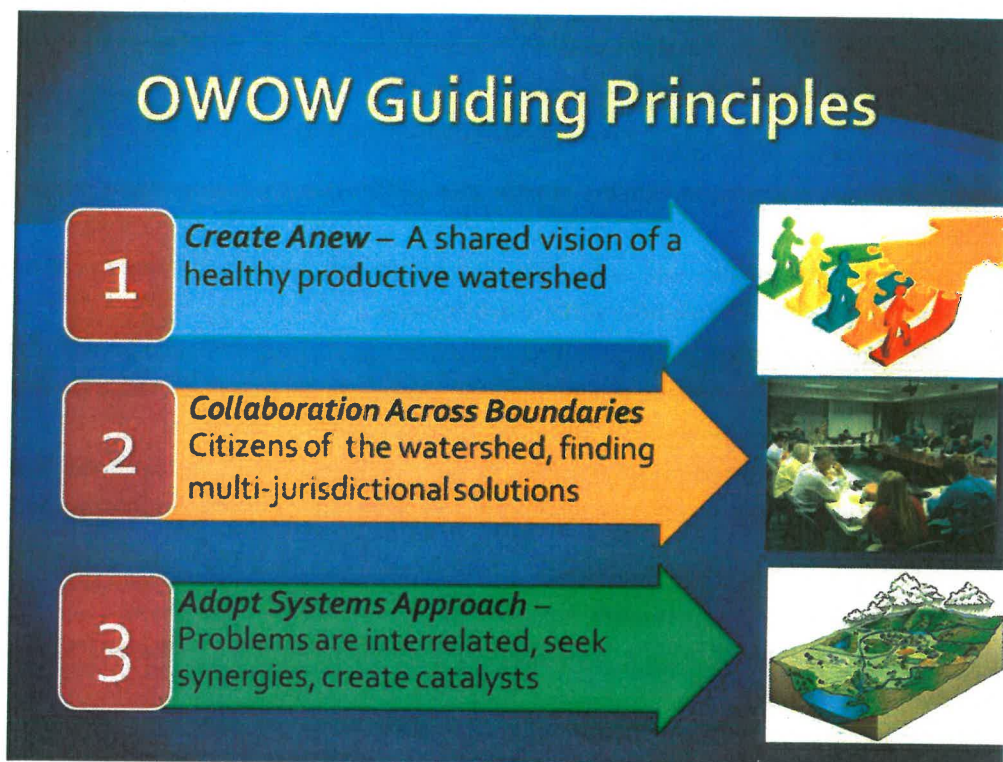 OWOW Guiding Principles
1
Create Anew – A shared vision of a
healthy productive watershed
2
Collaboration Across Boundaries
Citizens of the watershed, finding
multi-jurisdictional solutions
3
Adopt Systems Approach –
Problems are interrelated, seek
synergies, create catalysts